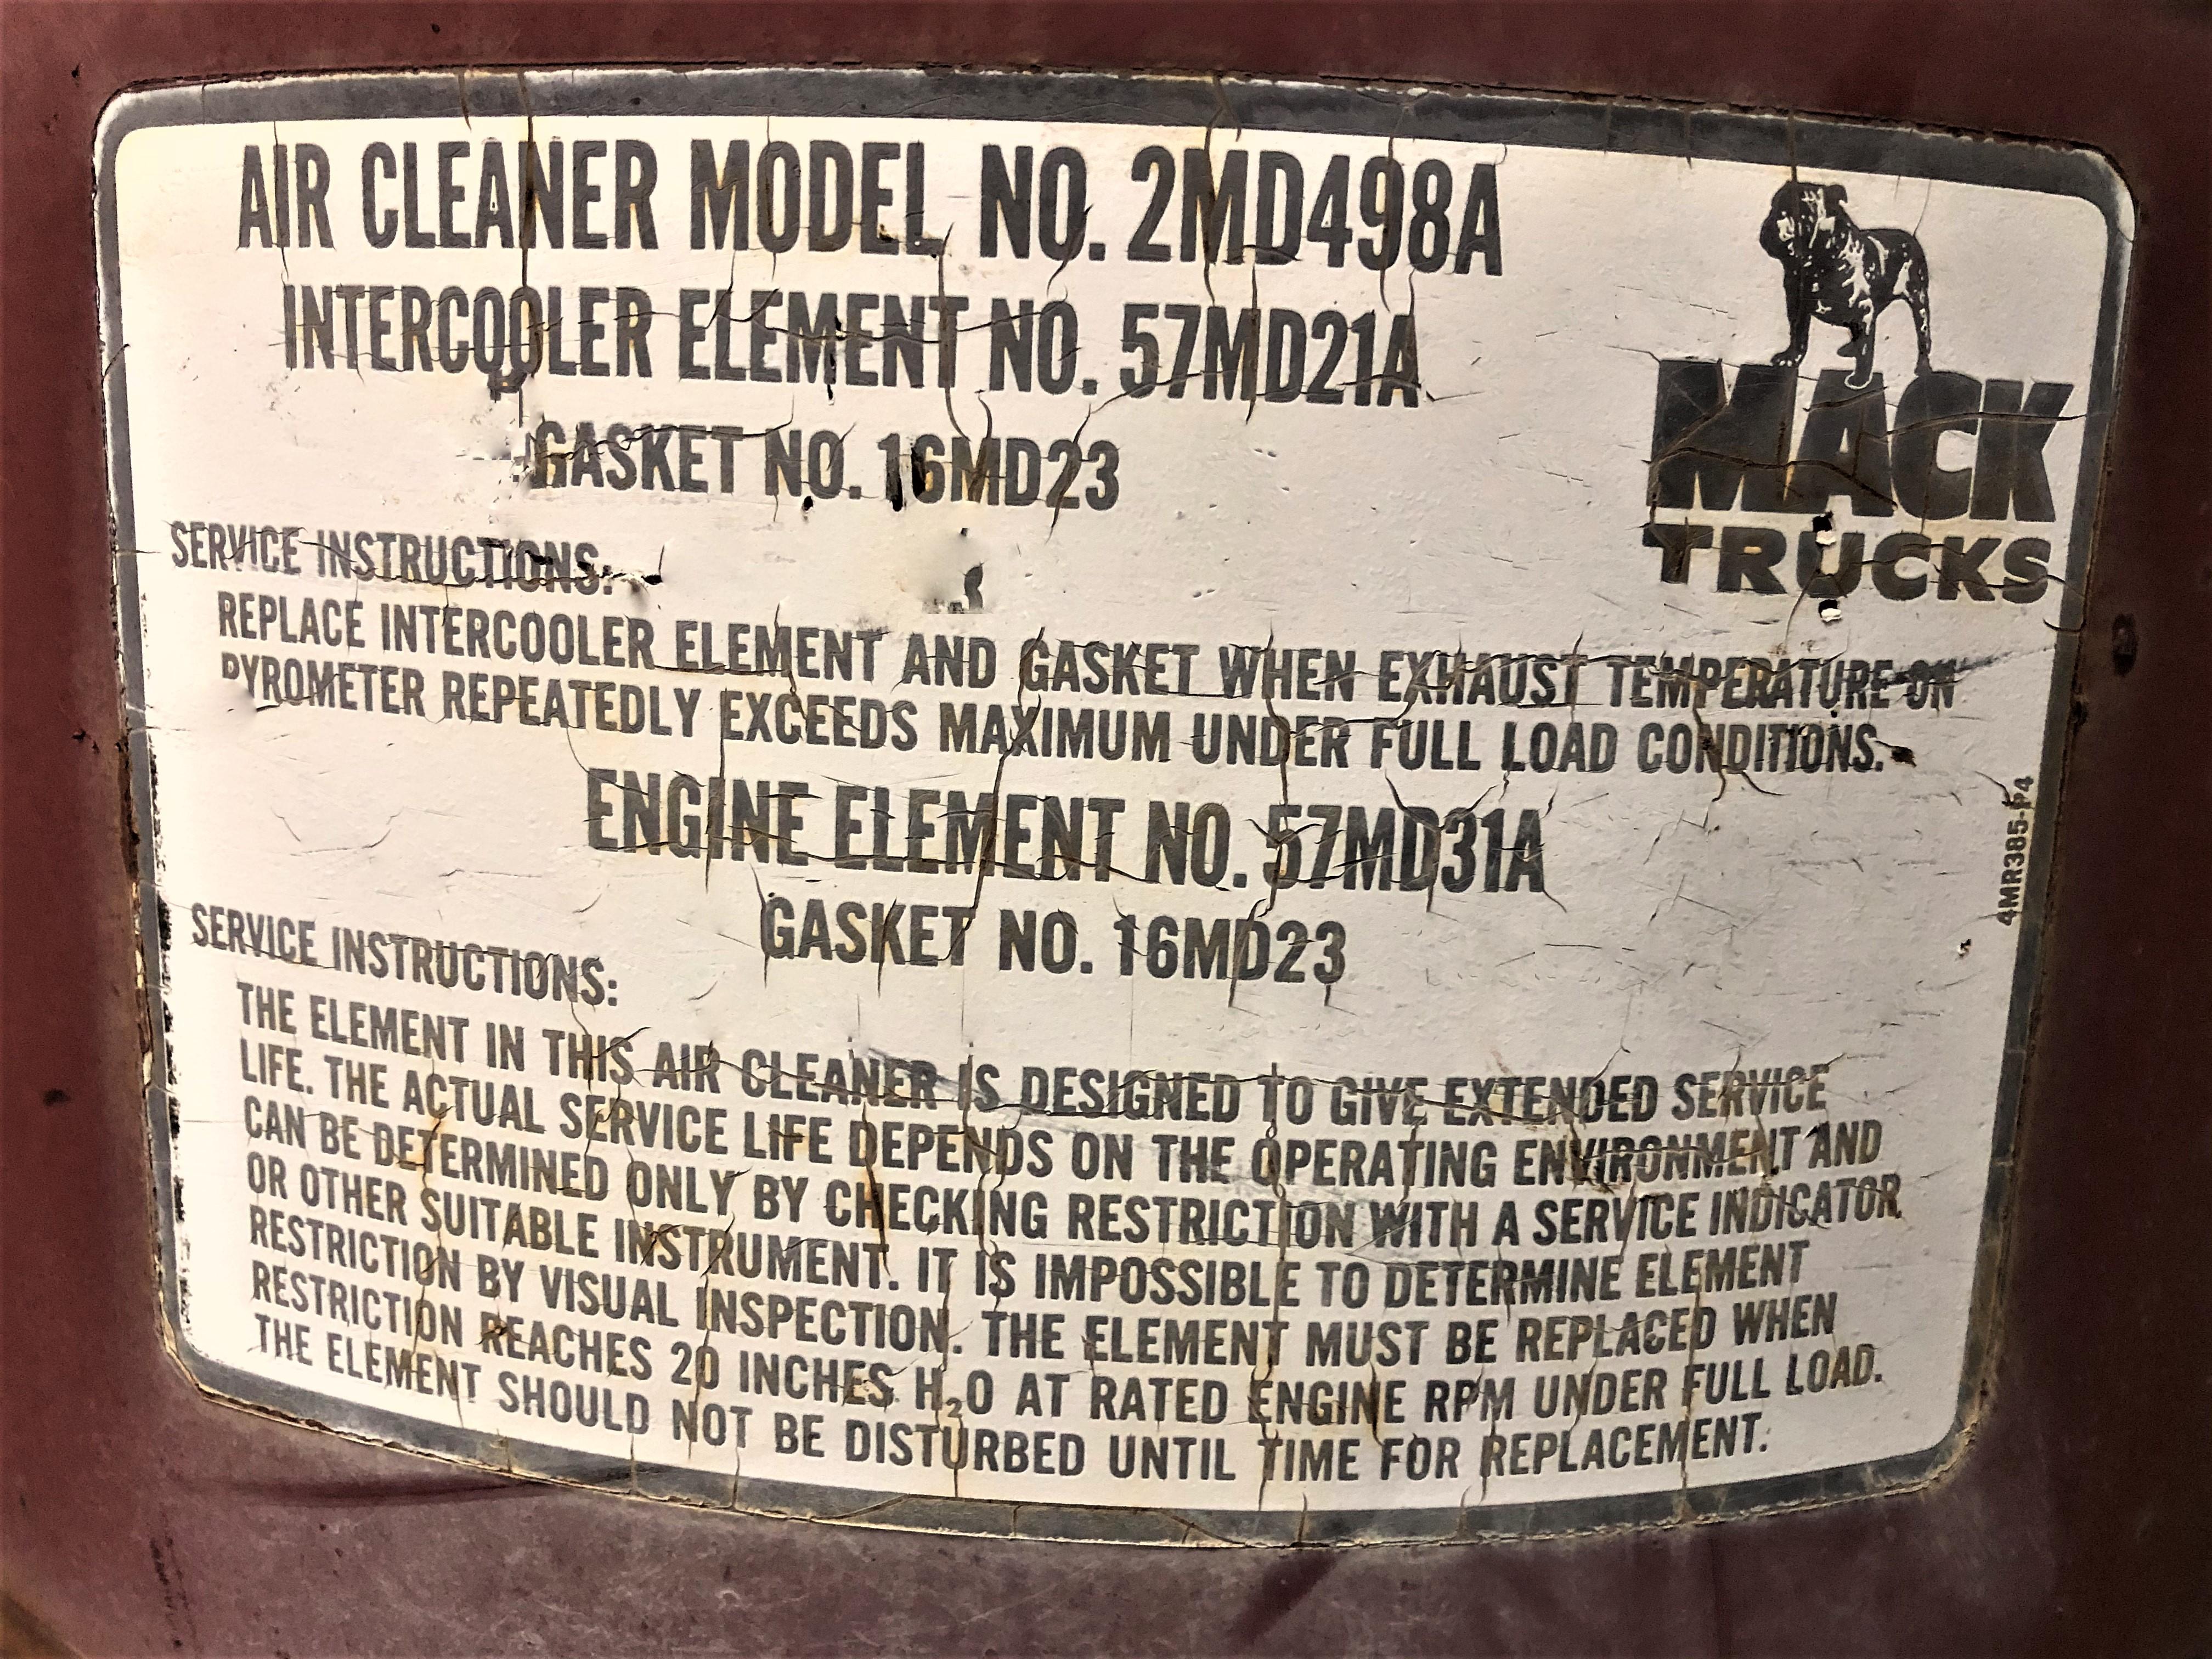 AIR CLEANER MODEL NO. 2MD498A
INTERCOOLER ELEMENT NO. 57MD21A
GASKET NO. 16MD23
MACK
TRUCKS
SERVICE INSTRUCTIONS:
REPLACE INTERCOOLER ELEMENT AND GASKET WHEN EXHAUST TEMPERATURE ON
PYROMETER REPEATEDLY EXCEEDS MAXIMUM UNDER FULL LOAD CONDITIONS.
ENGINE ELEMENT NO. 57MD31A
GASKET NO. 16MD23
4MR385-P4
SERVICE INSTRUCTIONS:
THE ELEMENT IN THIS AIR CLEANER IS DESIGNED TO GIVE EXTENDED SERVICE
LIFE. THE ACTUAL SERVICE LIFE DEPENDS ON THE OPERATING ENVIRONMENT AND
CAN BE DETERMINED ONLY BY CHECKING RESTRICTION WITH A SERVICE INDICATOR
OR OTHER SUITABLE INSTRUMENT. IT IS IMPOSSIBLE TO DETERMINE ELEMENT
RESTRICTION BY VISUAL INSPECTION. THE ELEMENT MUST BE REPLACED WHEN
RESTRICTION REACHES 20 INCHES H₂O AT RATED ENGINE RPM UNDER FULL LOAD.
THE ELEMENT SHOULD NOT BE DISTURBED UNTIL TIME FOR REPLACEMENT.